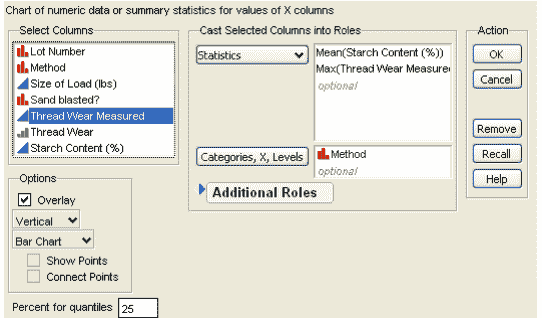 Chart of numeric data or summary statistics for values of X columns
Select Columns
Lot Number
Method
Size of Load (lbs)
Sand blasted?
Thread Wear Measured
Thread Wear
Starch Content (%)
Options
Overlay
Vertical
Bar Chart
Show Points
Connect Points
Percent for quantiles 25
Cast Selected Columns into Roles
Statistics
Mean(Starch Content (%))
Max(Thread Wear Measure
optional
Categories, X, Levels
Method
optional
Additional Roles
Action
OK
Cancel
Remove
Recall
Help